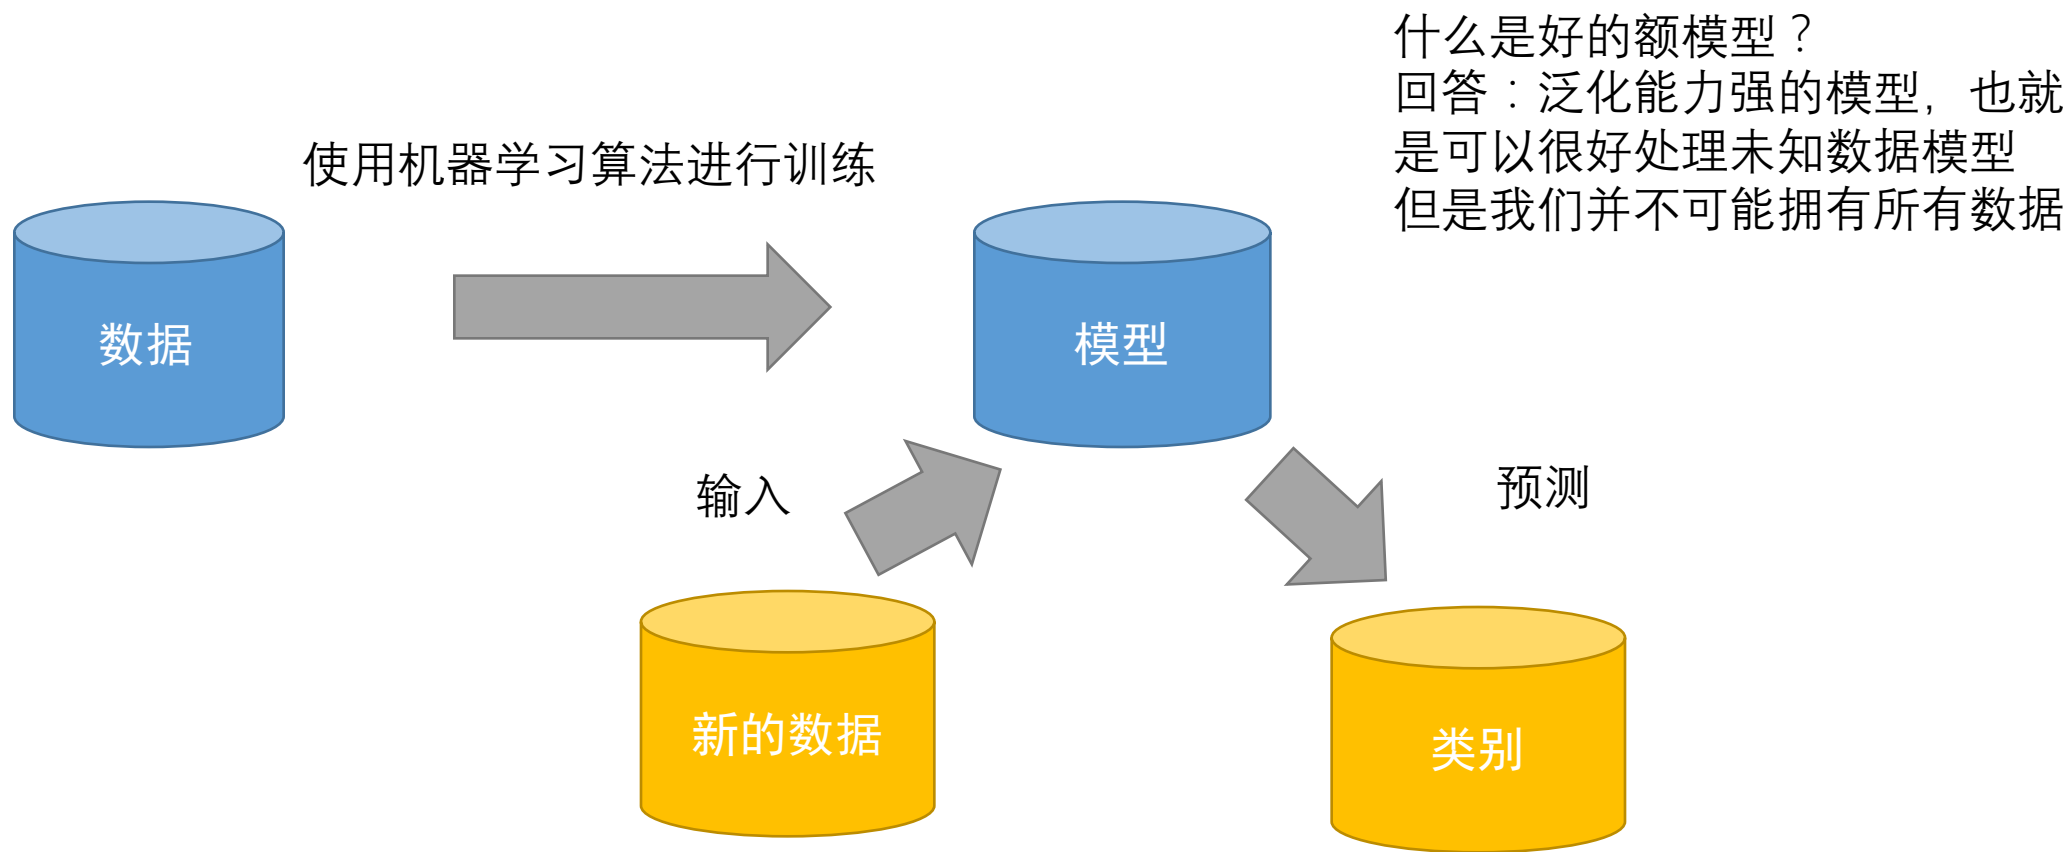 什么是好的额模型？
回答：泛化能力强的模型，也就
是可以很好处理未知数据模型
但是我们并不可能拥有所有数据
使用机器学习算法进行训练
数据
模型
输入
预测
新的数据
类别